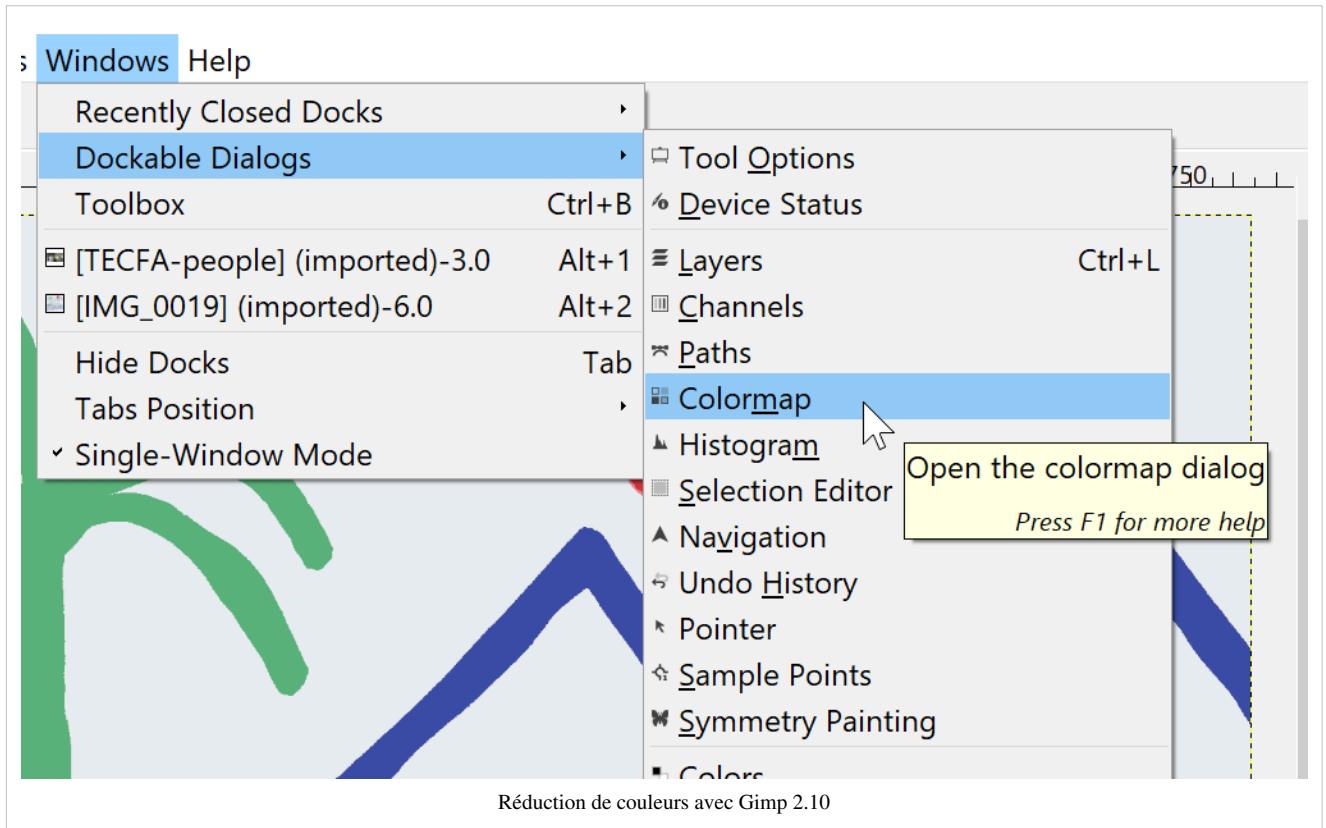 s Windows Help
Recently Closed Docks
Dockable Dialogs
Toolbox Ctrl+B
[TECFA-people] (imported)-3.0 Alt+1
[IMG_0019] (imported)-6.0 Alt+2
Hide Docks Tab
Tabs Position
Single-Window Mode
Tool Options
Device Status
Layers Ctrl+L
Channels
Paths
Colormap
Histogram
Selection Editor
Navigation
Undo History
Pointer
Sample Points
Symmetry Painting
Colors
750
Open the colormap dialog
Press F1 for more help
Réduction de couleurs avec Gimp 2.10